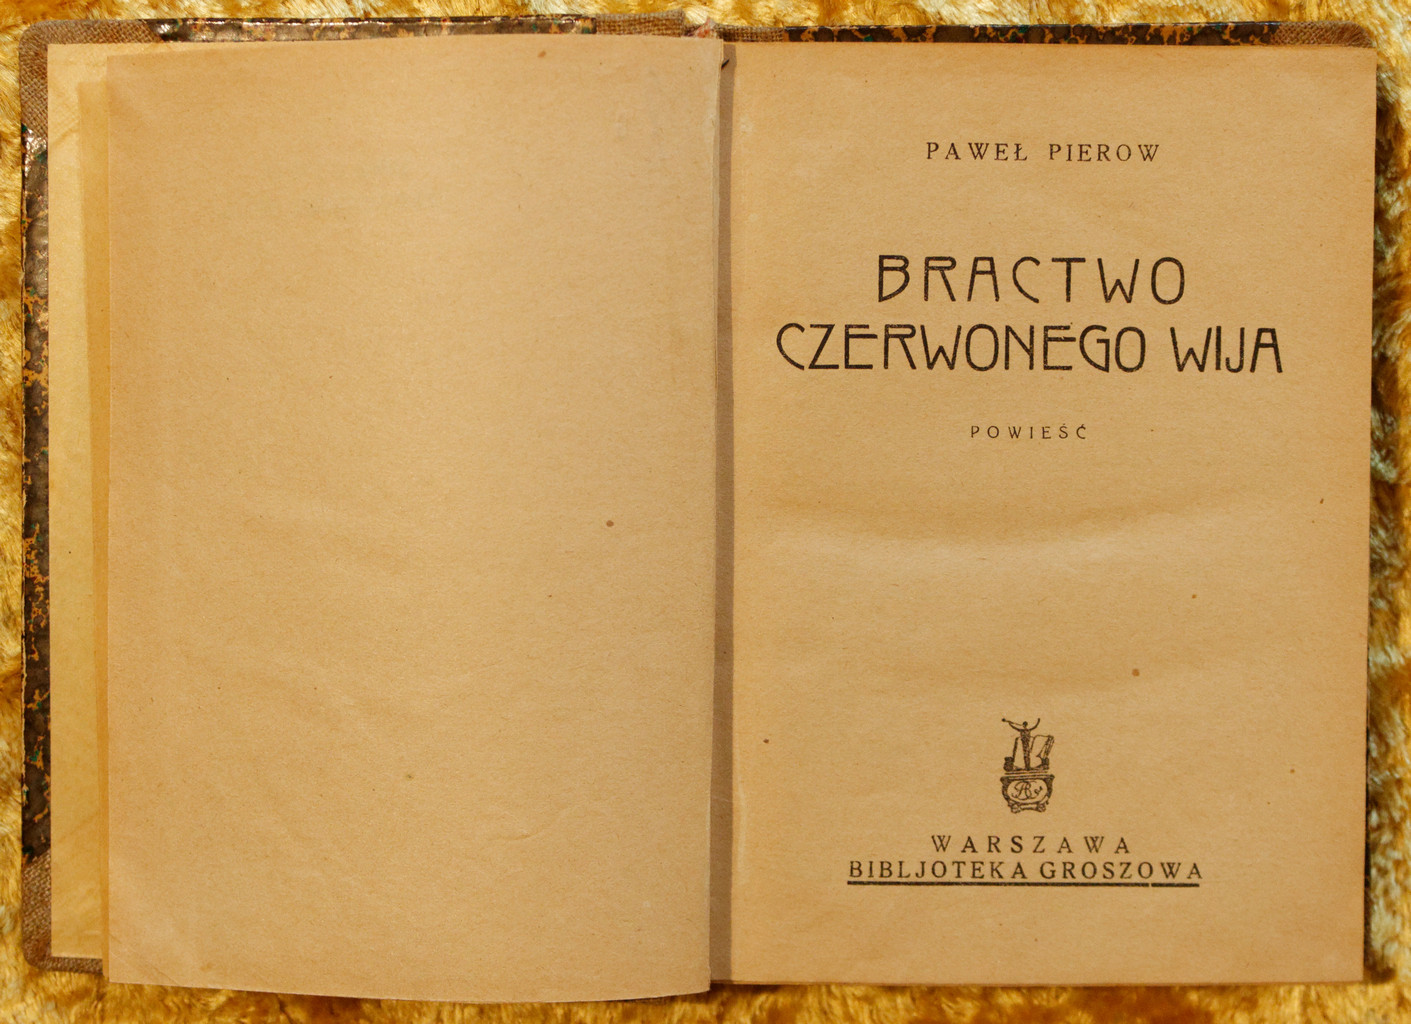 PAWEŁ PIEROW
BRACTWO
CZERWONEGO WIJA
POWIEŚĆ
WARSZAWA
BIBLJOTEKA GROSZOWA